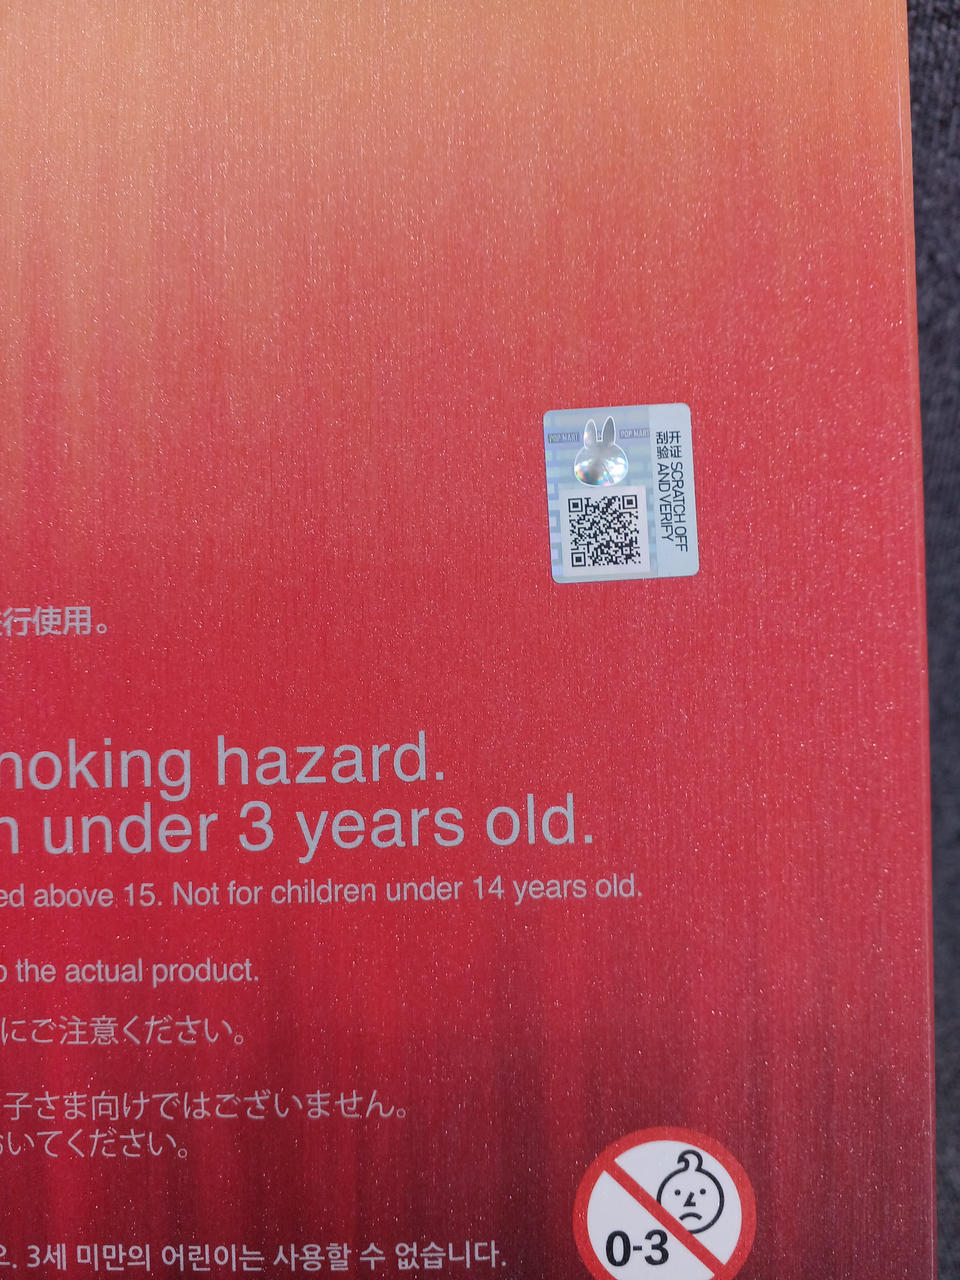 POP MART
POP MART
刮开
验证 SCRATCH OFF
AND VERIFY
行使用。
hoking hazard.
n under 3 years old.
ed above 15. Not for children under 14 years old.
o the actual product.
にご注意ください。
子さま向けではございません。
おいてください。
오. 3세 미만의 어린이는 사용할 수 없습니다.
0-3